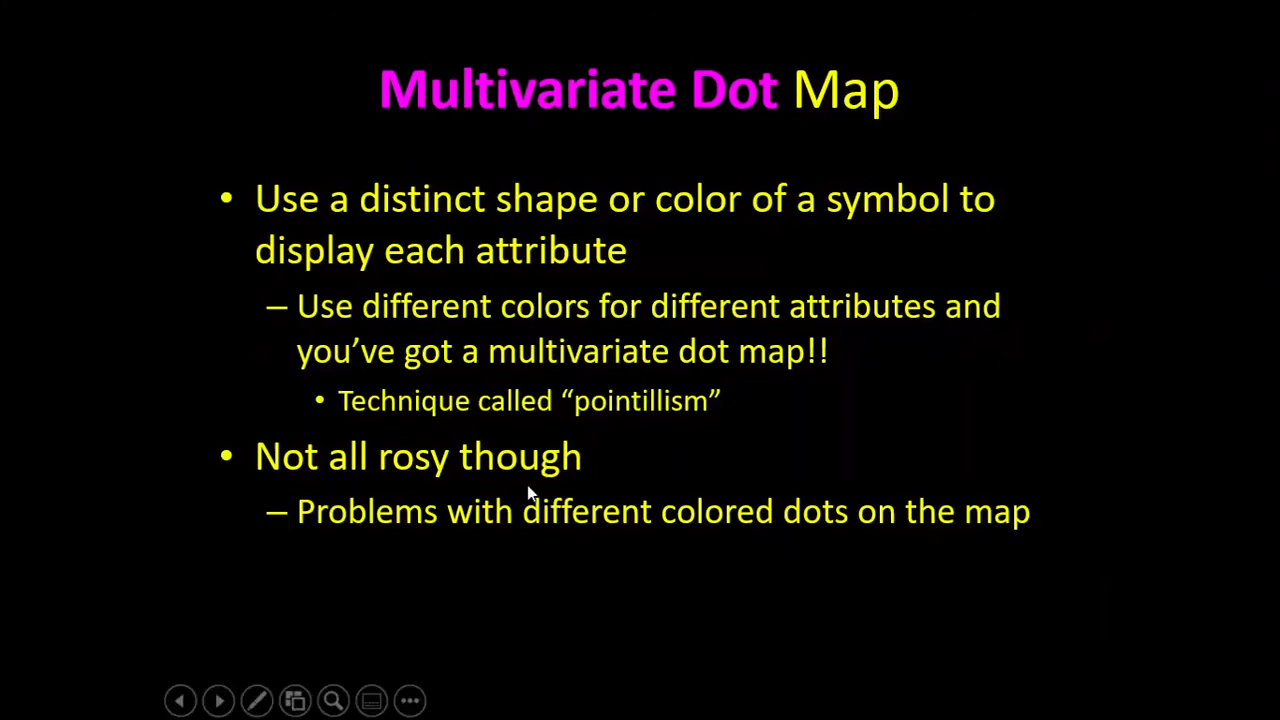 Multivariate Dot Map
• Use a distinct shape or color of a symbol to
display each attribute
– Use different colors for different attributes and
you’ve got a multivariate dot map!!
• Technique called “pointillism”
• Not all rosy though
– Problems with different colored dots on the map